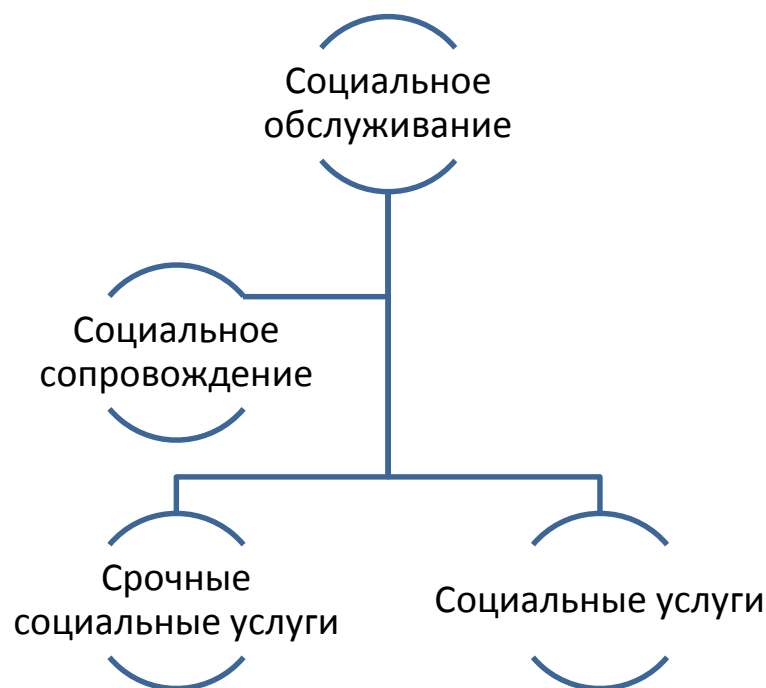 Социальное
обслуживание
Социальное
сопровождение
Срочные
социальные услуги
Социальные услуги